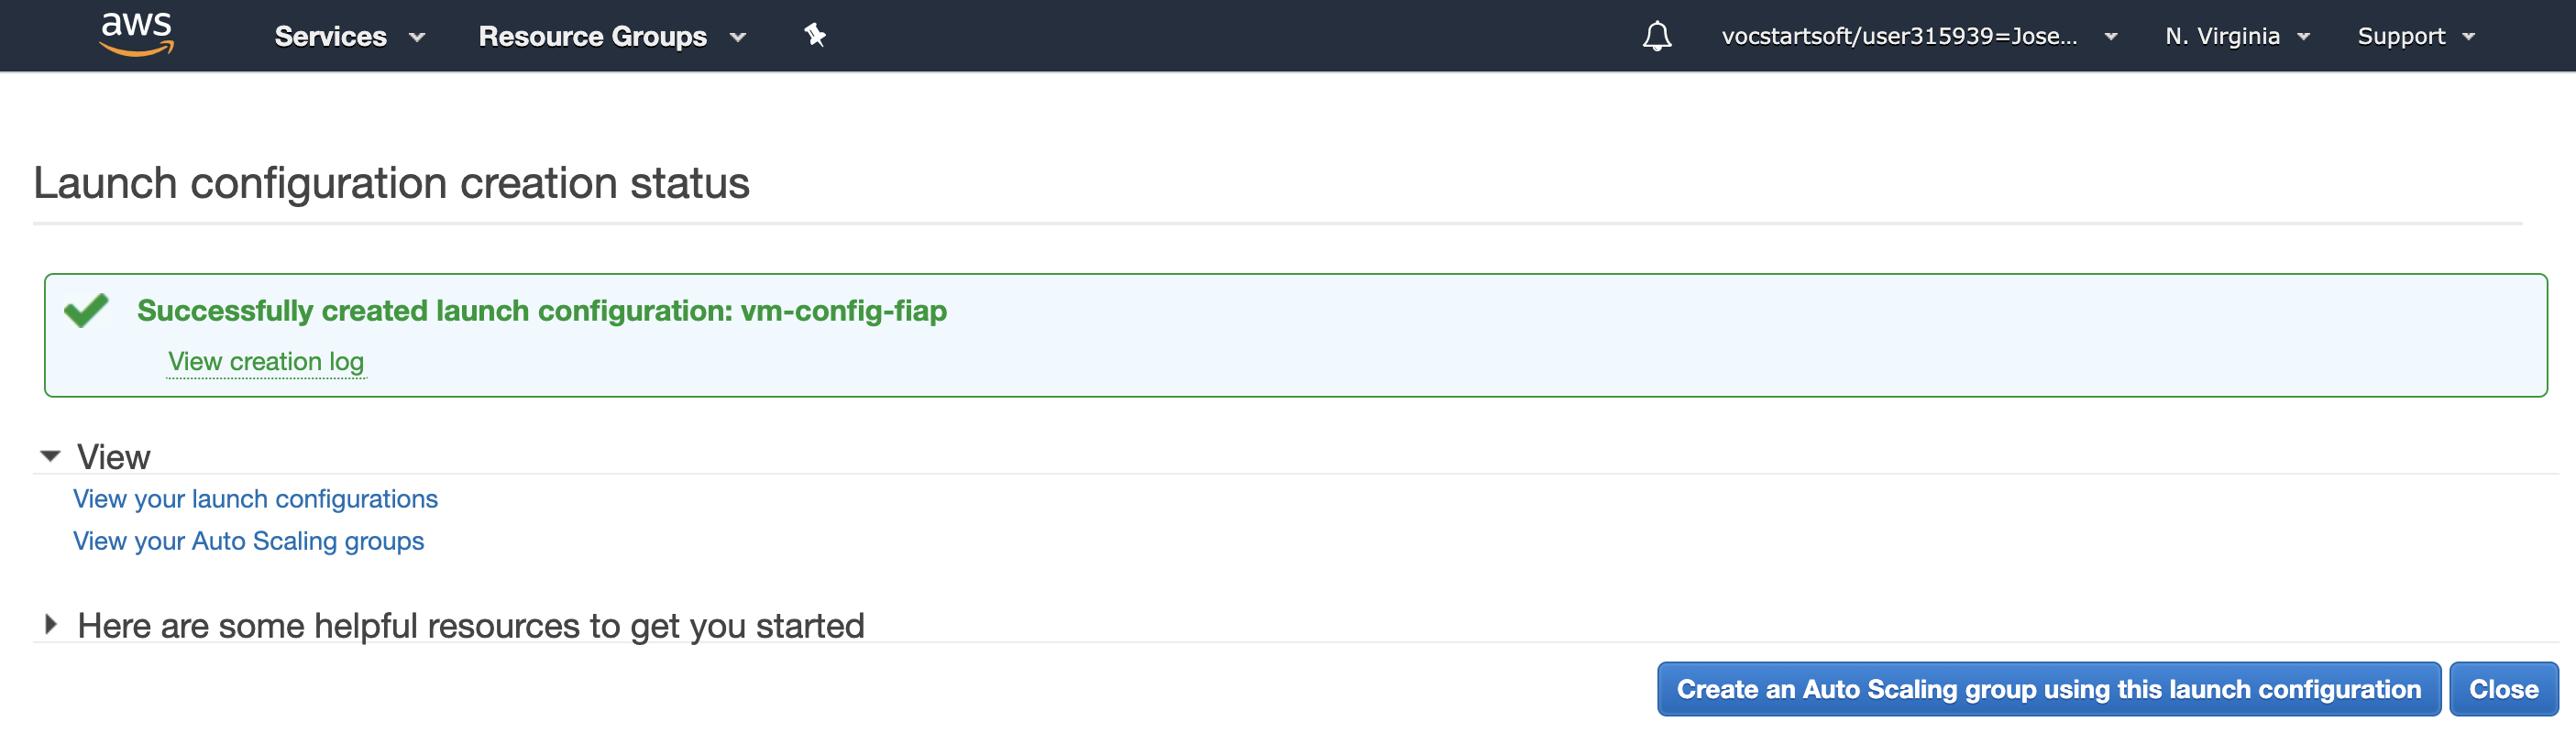 aws Services Resource Groups vocstartsoft/user315939=Jose... N. Virginia Support
Launch configuration creation status
Successfully created launch configuration: vm-config-fiap
View creation log
View
View your launch configurations
View your Auto Scaling groups
Here are some helpful resources to get you started
Create an Auto Scaling group using this launch configuration Close